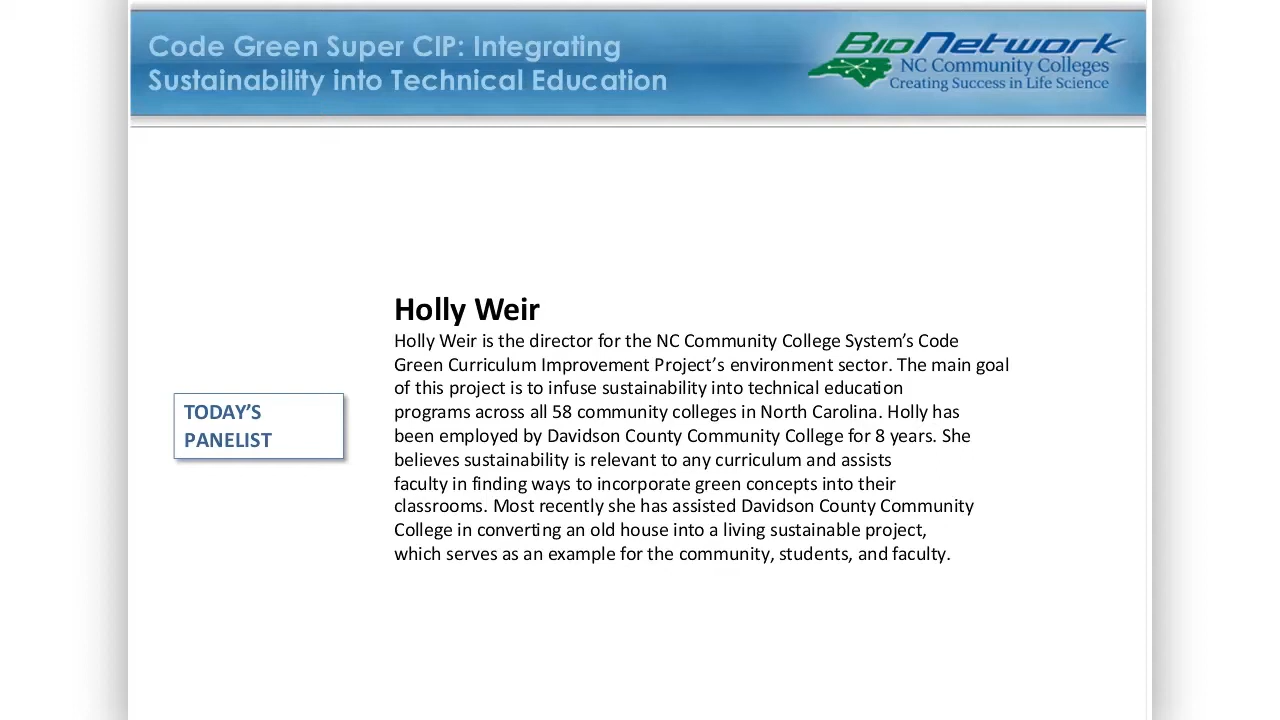 Code Green Super CIP: Integrating
Sustainability into Technical Education
BioNetwork
NC Community Colleges
Creating Success in Life Science
TODAY’S
PANELIST
Holly Weir
Holly Weir is the director for the NC Community College System’s Code
Green Curriculum Improvement Project’s environment sector. The main goal
of this project is to infuse sustainability into technical education
programs across all 58 community colleges in North Carolina. Holly has
been employed by Davidson County Community College for 8 years. She
believes sustainability is relevant to any curriculum and assists
faculty in finding ways to incorporate green concepts into their
classrooms. Most recently she has assisted Davidson County Community
College in converting an old house into a living sustainable project,
which serves as an example for the community, students, and faculty.